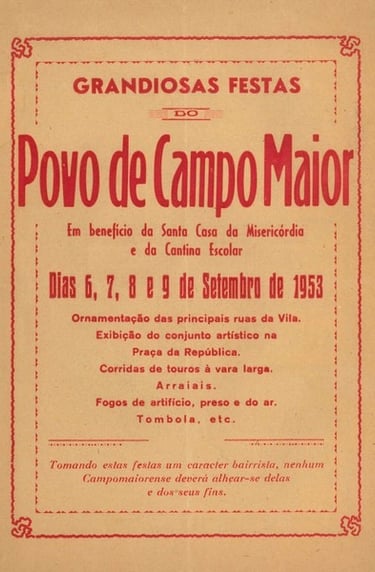 GRANDIOSAS FESTAS
DO
Povo de Campo Maior
Em benefício da Santa Casa da Misericórdia
e da Cantina Escolar
Dias 6, 7, 8 e 9 de Setembro de 1953
Ornamentação das principais ruas da Vila.
Exibição do conjunto artístico na
Praça da República.
Corridas de touros à vara larga.
Arraiais.
Fogos de artifício, preso e do ar.
Tombola, etc.
Tomando estas festas um caracter bairrista, nenhum
Campomaiorense deverá alhear-se delas
e dos seus fins.